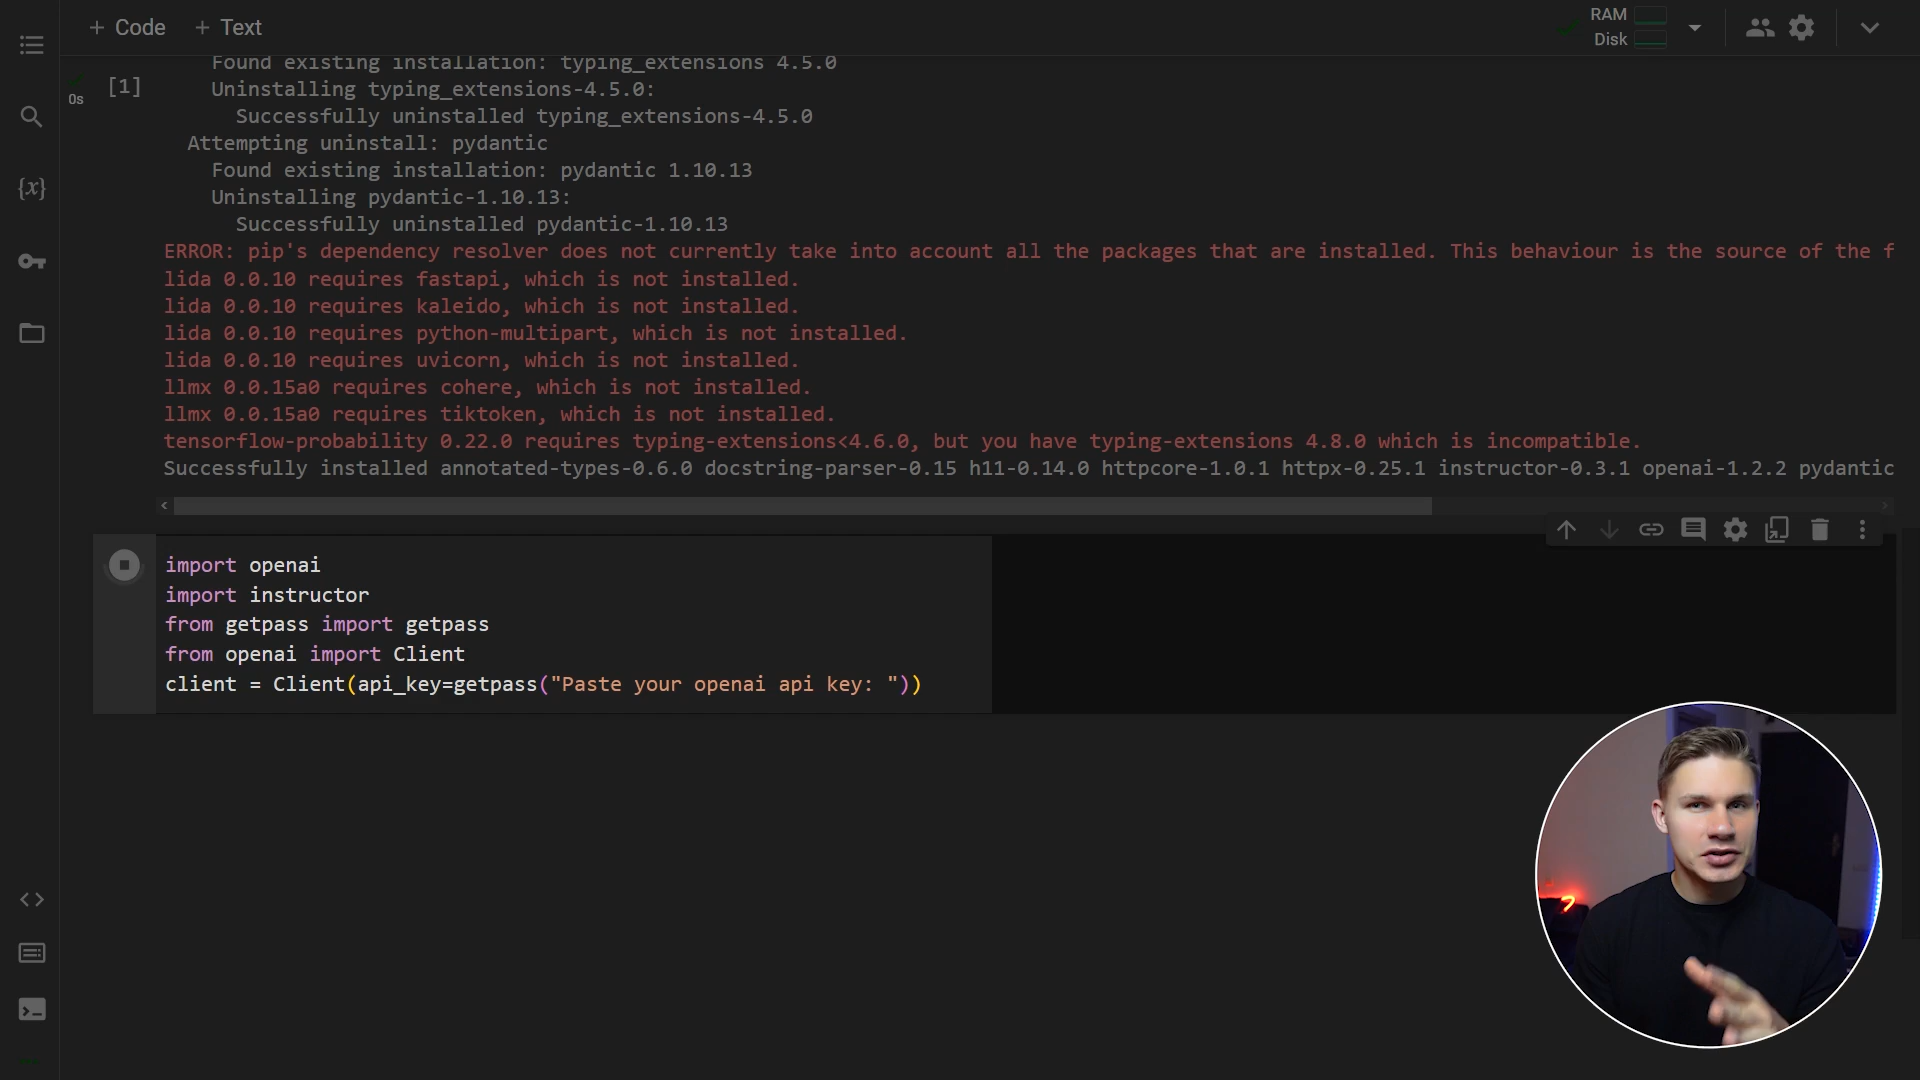 + Code + Text
RAM
Disk
Found existing installation: typing_extensions 4.5.0
[1]
0s
Uninstalling typing_extensions-4.5.0:
Successfully uninstalled typing_extensions-4.5.0
Attempting uninstall: pydantic
Found existing installation: pydantic 1.10.13
Uninstalling pydantic-1.10.13:
Successfully uninstalled pydantic-1.10.13
ERROR: pip's dependency resolver does not currently take into account all the packages that are installed. This behaviour is the source of the f
lida 0.0.10 requires fastapi, which is not installed.
lida 0.0.10 requires kaleido, which is not installed.
lida 0.0.10 requires python-multipart, which is not installed.
lida 0.0.10 requires uvicorn, which is not installed.
llmx 0.0.15a0 requires cohere, which is not installed.
llmx 0.0.15a0 requires tiktoken, which is not installed.
tensorflow-probability 0.22.0 requires typing-extensions<4.6.0, but you have typing-extensions 4.8.0 which is incompatible.
Successfully installed annotated-types-0.6.0 docstring-parser-0.15 h11-0.14.0 httpcore-1.0.1 httpx-0.25.1 instructor-0.3.1 openai-1.2.2 pydantic
import openai
import instructor
from getpass import getpass
from openai import Client
client = Client(api_key=getpass("Paste your openai api key: "))